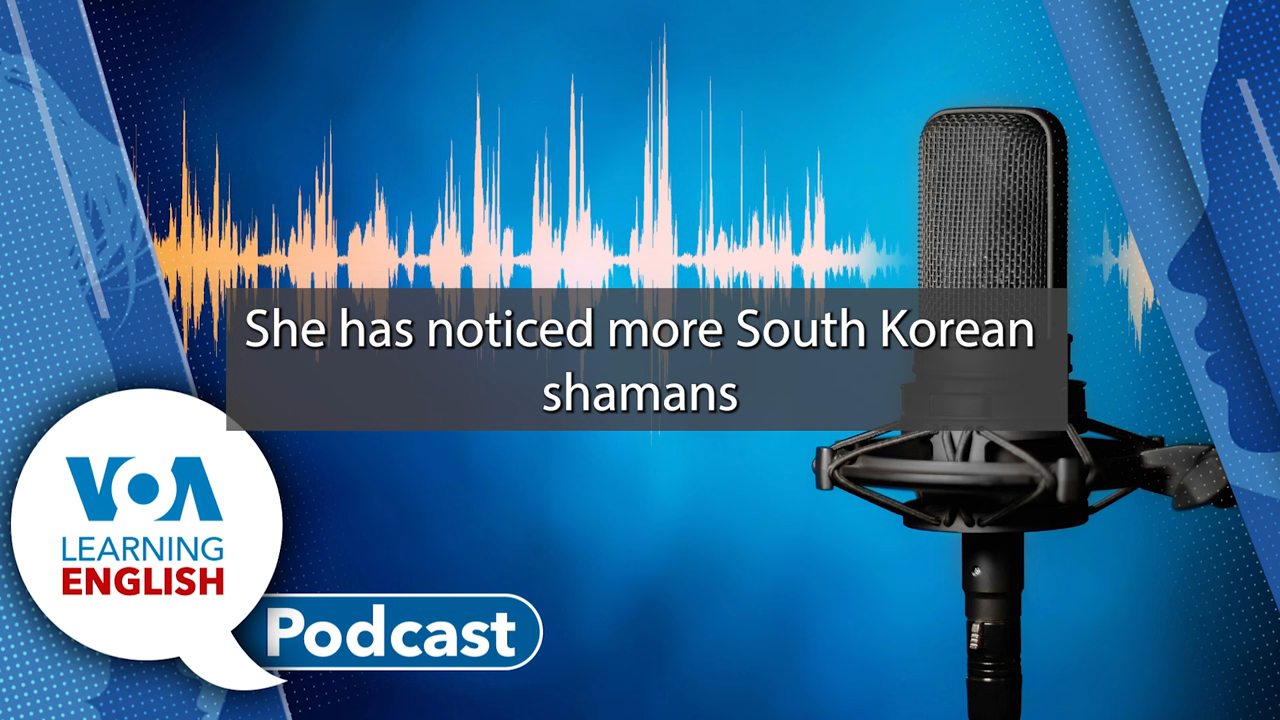 She has noticed more South Korean
shamans
VOA
LEARNING
ENGLISH
Podcast